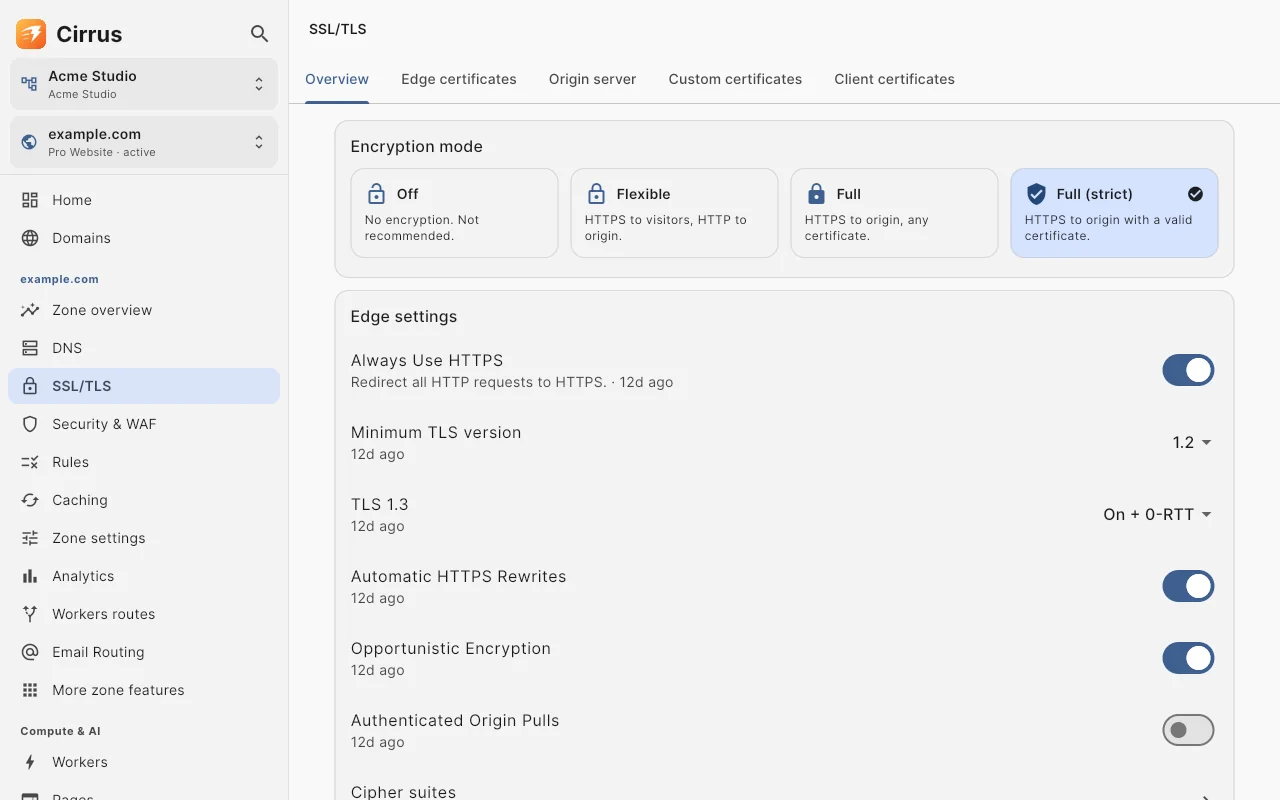 Cirrus
Acme Studio
Acme Studio
example.com
Pro Website · active
Home
Domains
example.com
Zone overview
DNS
SSL/TLS
Security & WAF
Rules
Caching
Zone settings
Analytics
Workers routes
Email Routing
More zone features
Compute & AI
Workers
Pages
SSL/TLS
Overview
Edge certificates
Origin server
Custom certificates
Client certificates
Encryption mode
Off
No encryption. Not
recommended.
Flexible
HTTPS to visitors, HTTP to
origin.
Full
HTTPS to origin, any
certificate.
Full (strict)
HTTPS to origin with a valid
certificate.
Edge settings
Always Use HTTPS
Redirect all HTTP requests to HTTPS. · 12d ago
Minimum TLS version
12d ago
1.2
TLS 1.3
12d ago
On + 0-RTT
Automatic HTTPS Rewrites
12d ago
Opportunistic Encryption
12d ago
Authenticated Origin Pulls
12d ago
Cipher suites